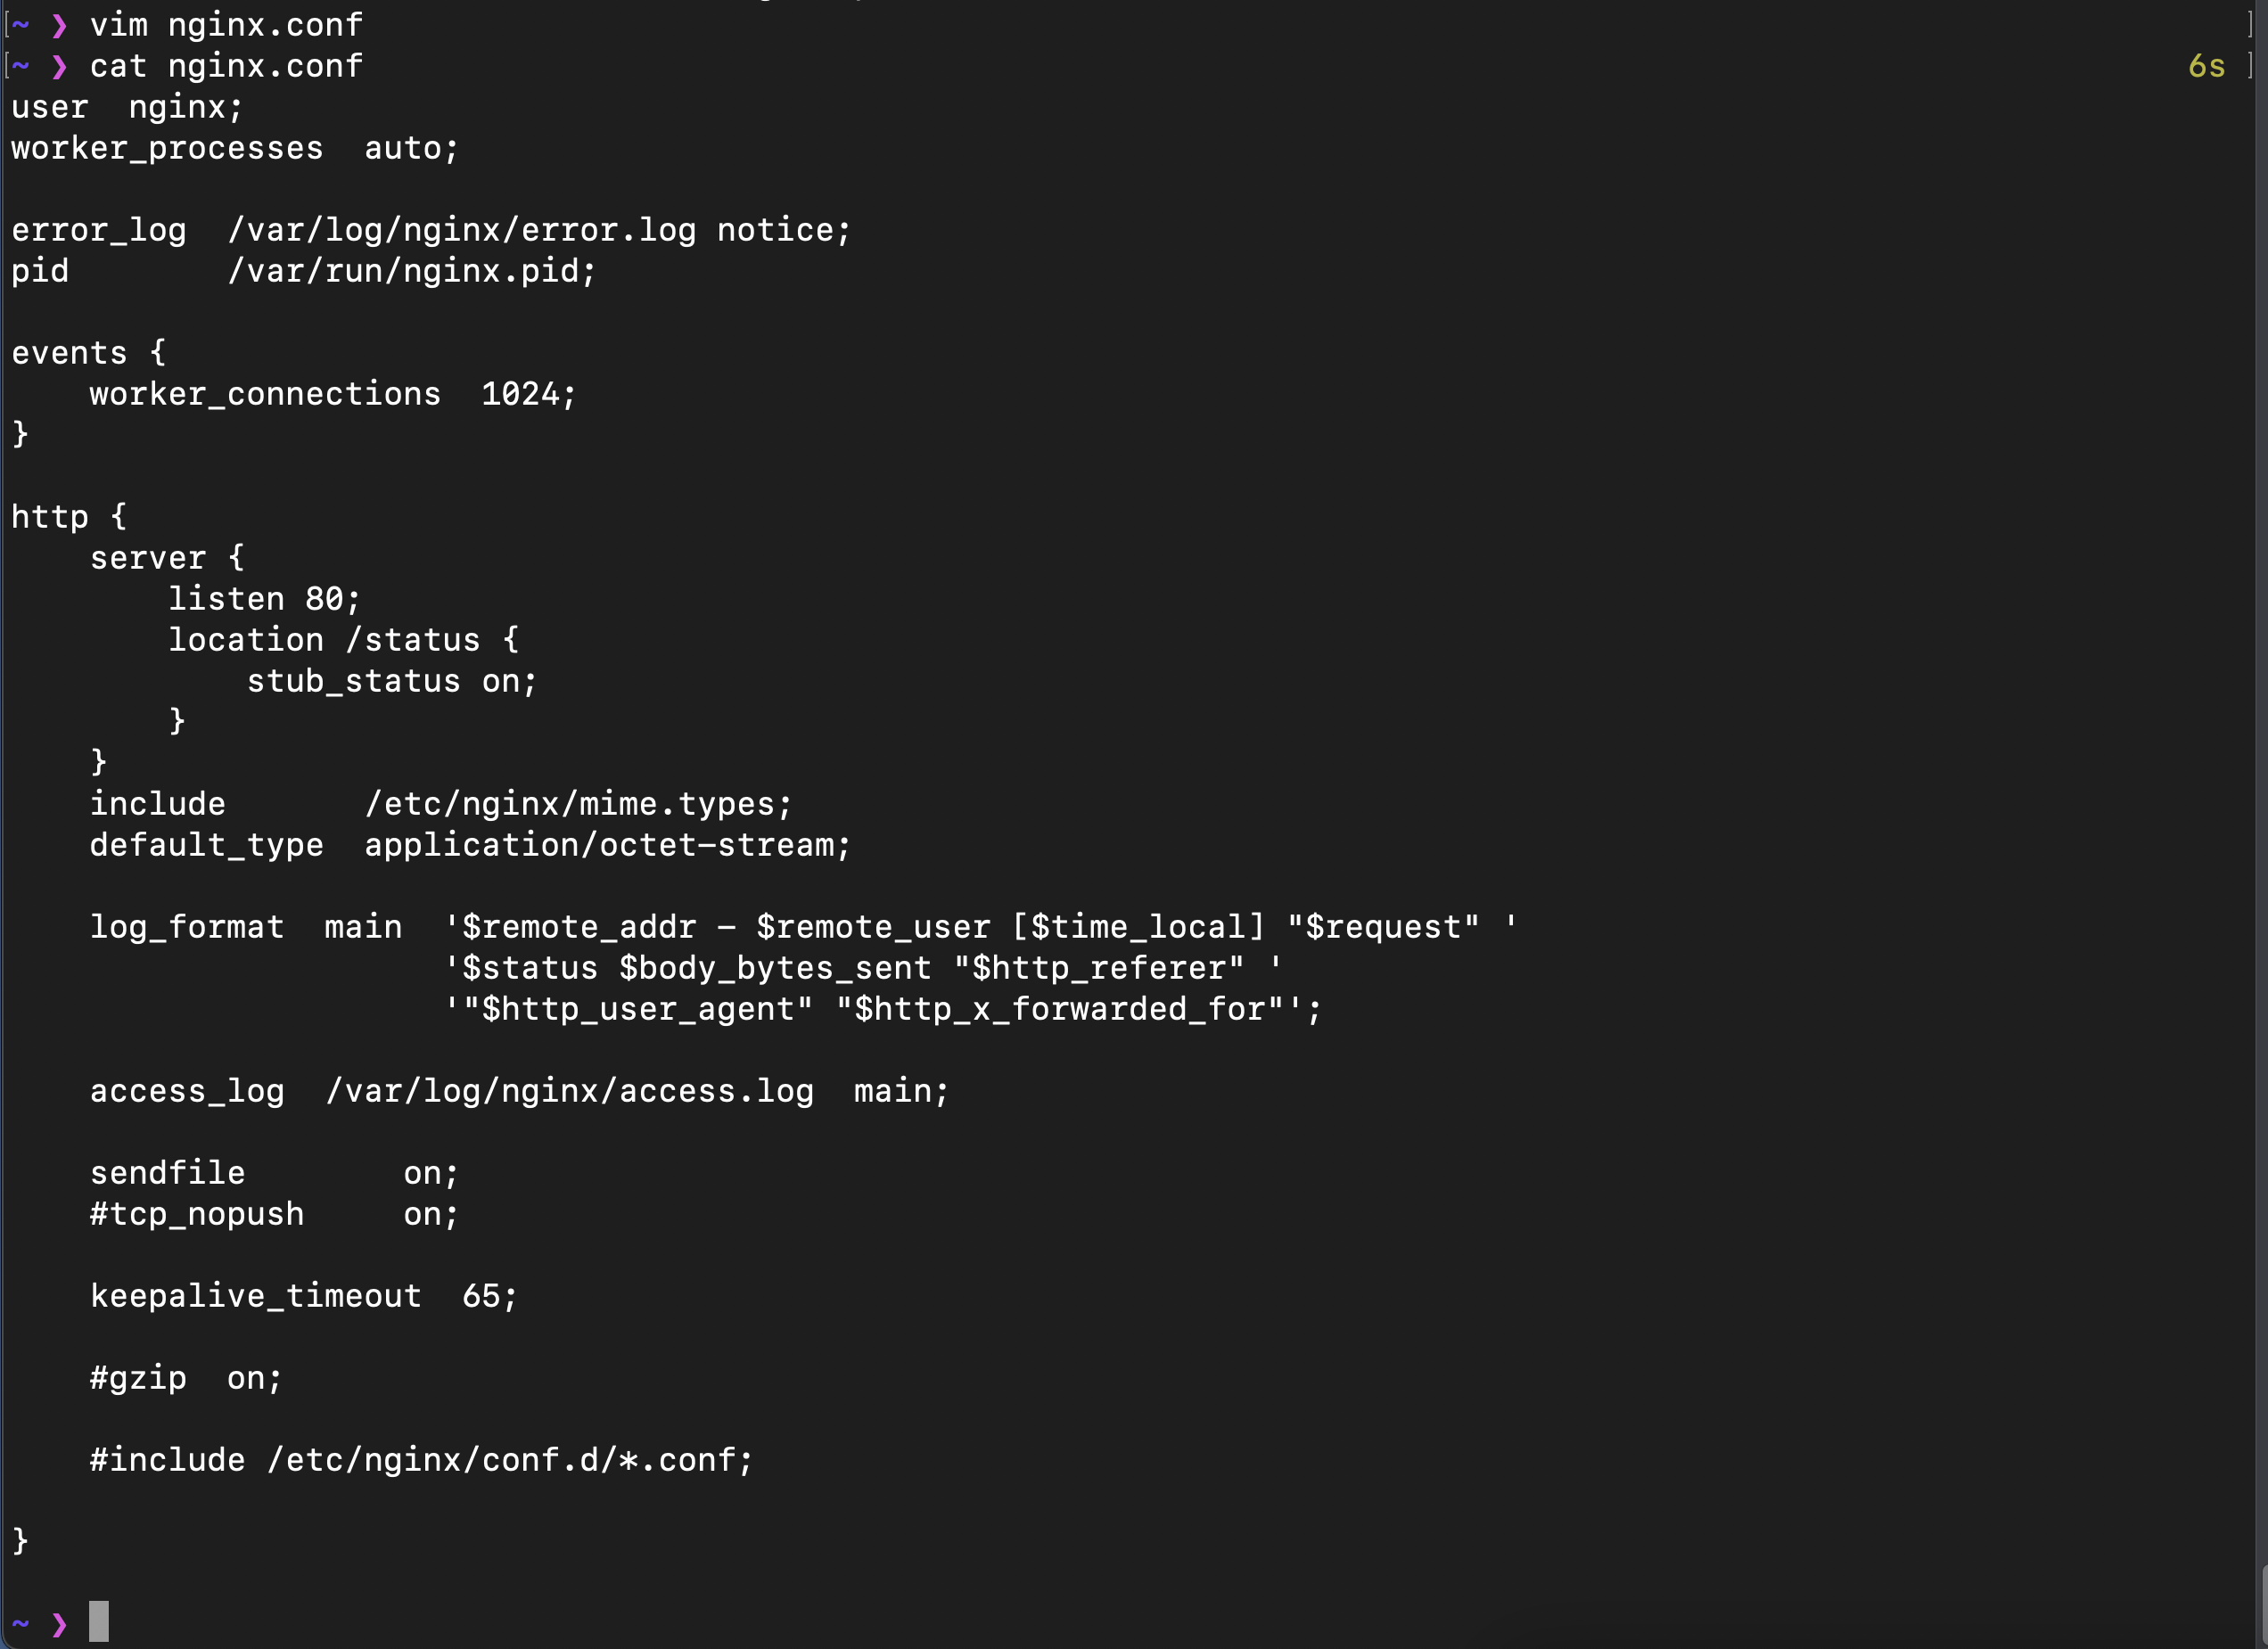 [~ ❯ vim nginx.conf ]
[~ ❯ cat nginx.conf 6s ]
user  nginx;
worker_processes  auto;

error_log  /var/log/nginx/error.log notice;
pid        /var/run/nginx.pid;

events {
    worker_connections  1024;
}

http {
    server {
        listen 80;
        location /status {
            stub_status on;
        }
    }
    include       /etc/nginx/mime.types;
    default_type  application/octet-stream;

    log_format  main  '$remote_addr - $remote_user [$time_local] "$request" '
                      '$status $body_bytes_sent "$http_referer" '
                      '"$http_user_agent" "$http_x_forwarded_for"';

    access_log  /var/log/nginx/access.log  main;

    sendfile        on;
    #tcp_nopush     on;

    keepalive_timeout  65;

    #gzip  on;

    #include /etc/nginx/conf.d/*.conf;

}

~ ❯